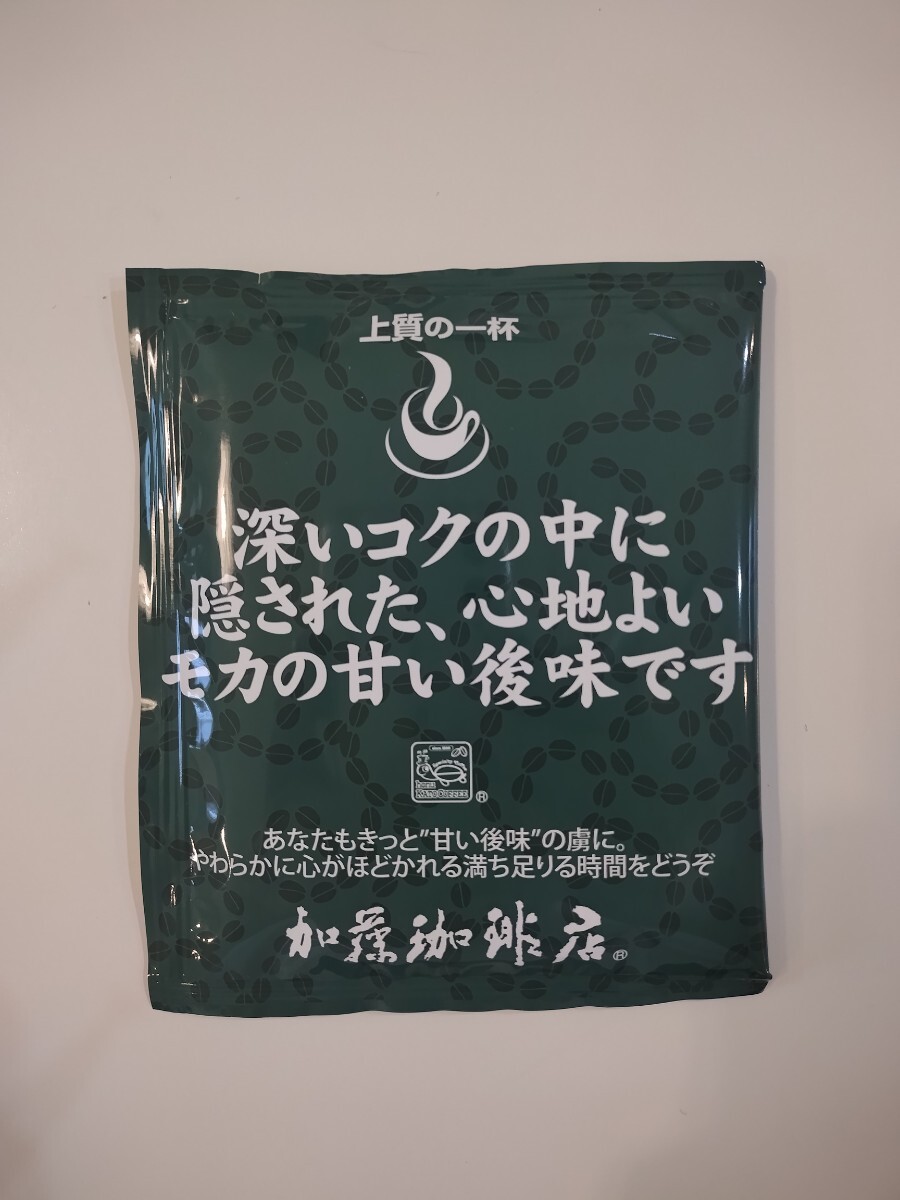 上質の一杯
深いコクの中に
隠された、心地よい
モカの甘い後味です
KATO COFFEE
®
あなたもきっと"甘い後味"の虜に。
やわらかに心がほどかれる満ち足りる時間をどうぞ
加藤珈琲店®